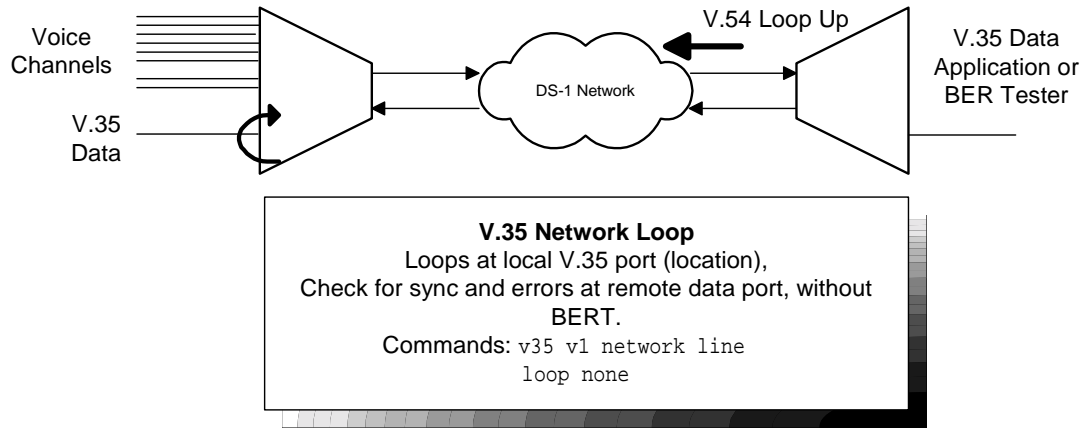 Voice
Channels
V.35
Data
DS-1 Network
V.54 Loop Up
V.35 Data
Application or
BER Tester
V.35 Network Loop
Loops at local V.35 port (location),
Check for sync and errors at remote data port, without
BERT.
Commands: v35 v1 network line
loop none